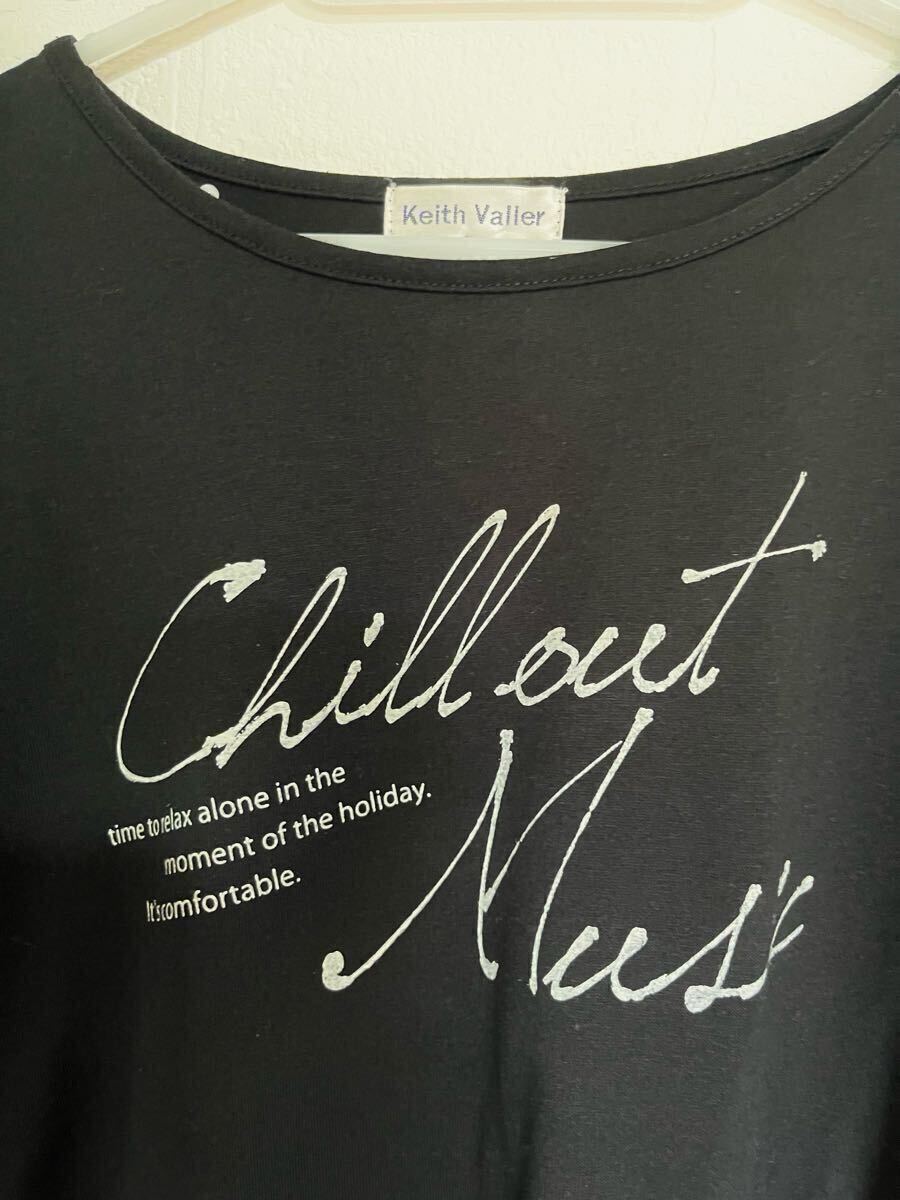 Keith Valler
Chill out
time to relax alone in the
moment of the holiday.
It's comfortable.